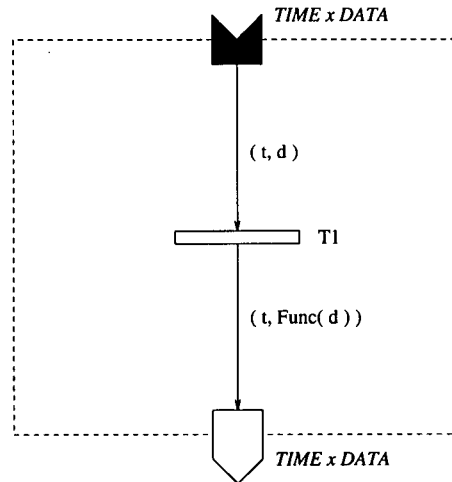 TIME x DATA
( t, d )
T1
( t, Func( d ) )
TIME x DATA